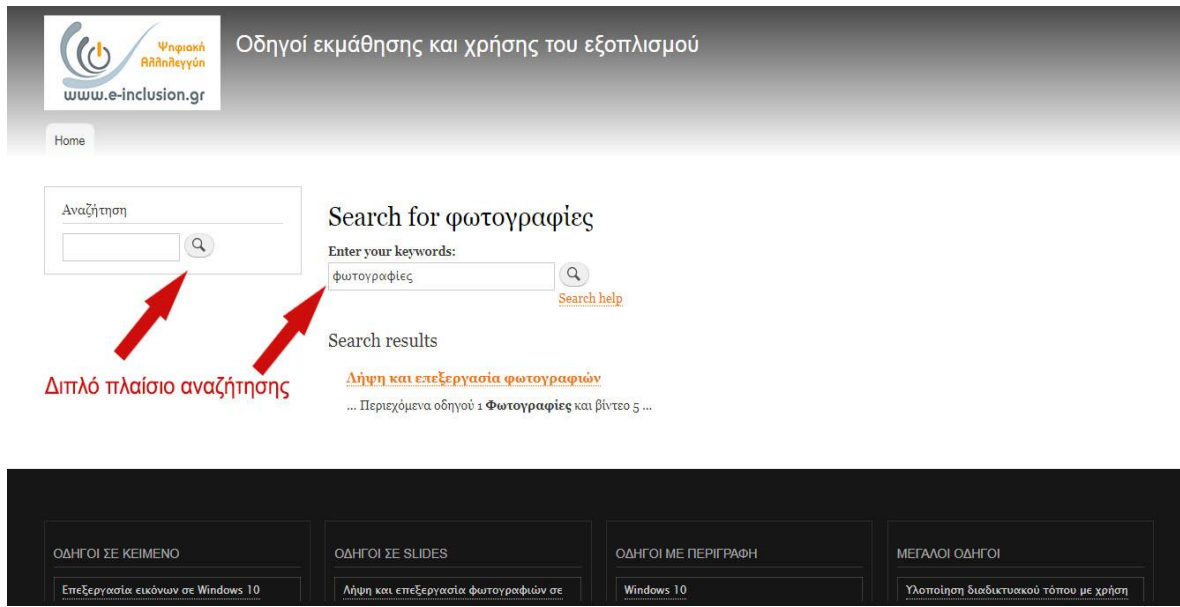 Ψηφιακή
Αλληλεγγύη
www.e-inclusion.gr
Οδηγοί εκμάθησης και χρήσης του εξοπλισμού
Home
Αναζήτηση
Search for φωτογραφίες
Enter your keywords:
φωτογραφίες
Search help
Διπλό πλαίσιο αναζήτησης
Search results
Λήψη και επεξεργασία φωτογραφιών
... Περιεχόμενα οδηγού 1 Φωτογραφίες και βίντεο 5 ...
ΟΔΗΓΟΙ ΣΕ ΚΕΙΜΕΝΟ
Επεξεργασία εικόνων σε Windows 10
ΟΔΗΓΟΙ ΣΕ SLIDES
Λήψη και επεξεργασία φωτογραφιών σε
ΟΔΗΓΟΙ ΜΕ ΠΕΡΙΓΡΑΦΗ
Windows 10
ΜΕΓΑΛΟΙ ΟΔΗΓΟΙ
Υλοποίηση διαδικτυακού τόπου με χρήση